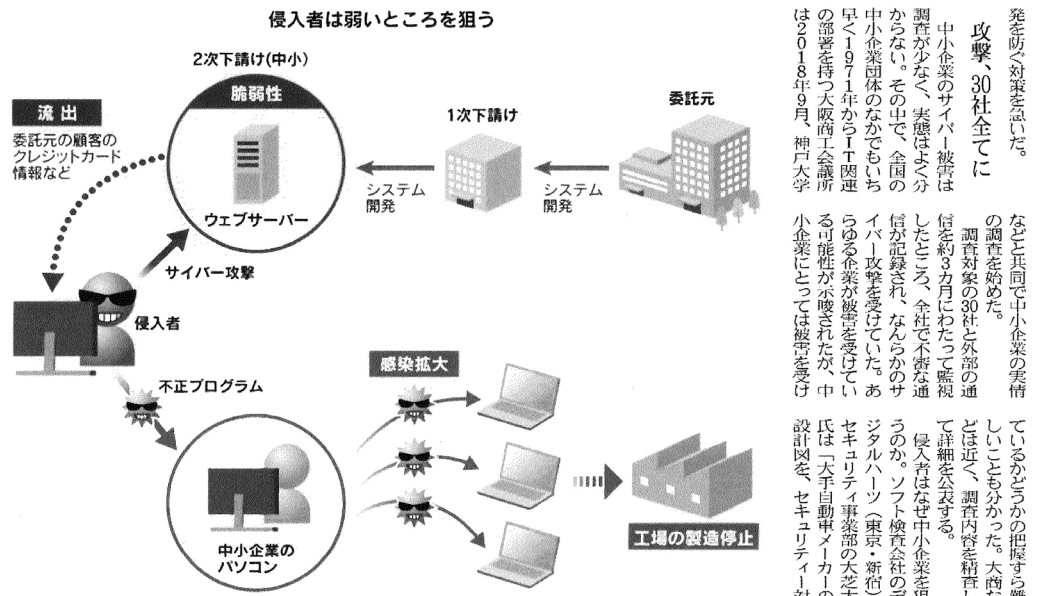 侵入者は弱いところを狙う
2次下請け(中小)
脆弱性
ウェブサーバー
流 出
委託元の顧客の
クレジットカード
情報など
1次下請け
委託元
システム
開発
システム
開発
サイバー攻撃
侵入者
不正プログラム
感染拡大
中小企業の
パソコン
工場の製造停止
発を防ぐ対策を急いだ。
攻撃、30社全てに
中小企業のサイバー被害は
調査が少なく、実態はよく分
からない。その中で、全国の
中小企業団体のなかでもいち
早く1971年からIT関連
の部署を持つ大阪商工会議所
は2018年9月、神戸大学
などと共同で中小企業の実情
の調査を始めた。
調査対象の30社と外部の通
信を約3カ月にわたって監視
したところ、全社で不審な通
信が記録され、なんらかのサ
イバー攻撃を受けていた。あ
らゆる企業が被害を受けてい
る可能性が示唆されたが、中
小企業にとっては被害を受け
ているかどうかの把握すら難
しいことも分かった。大商な
どは近く、調査内容を精査し
て詳細を公表する。
侵入者はなぜ中小企業を狙
うのか。ソフト検査会社のデ
ジタルハーツ(東京・新宿)
セキュリティ事業部の大芝大
氏は「大手自動車メーカーの
設計図を、セキュリティー対